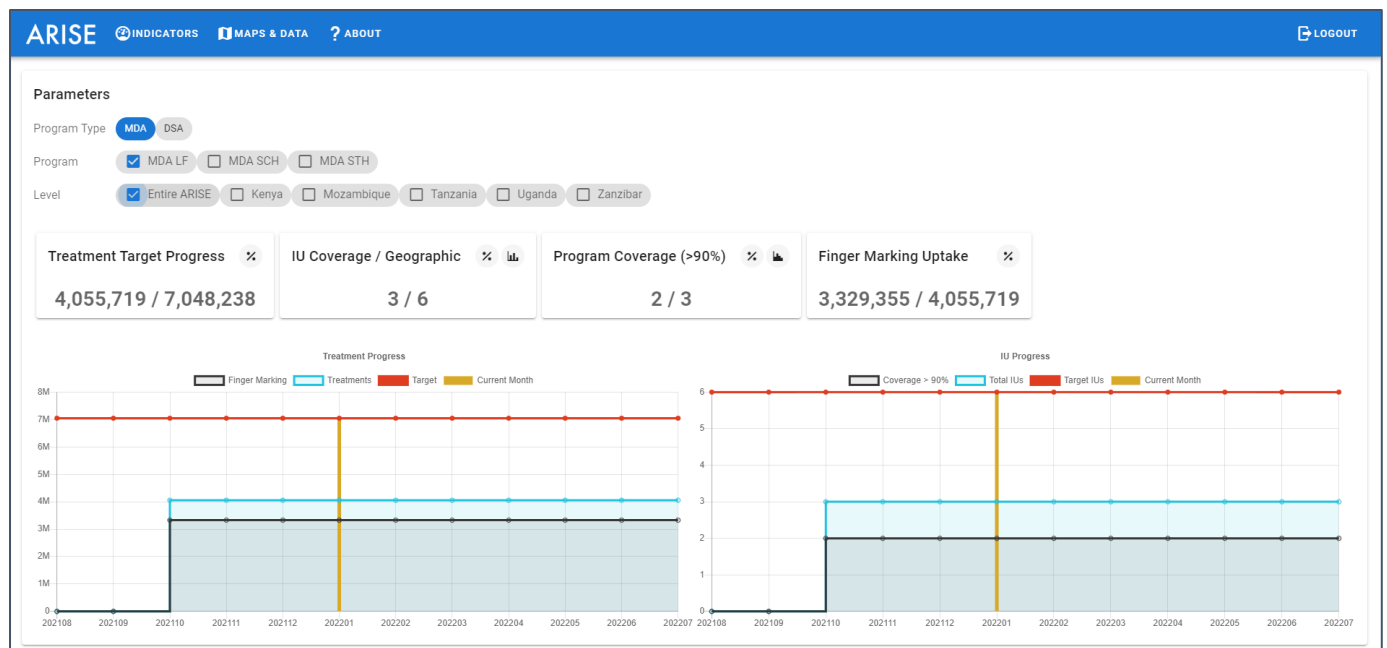 ARISE INDICATORS MAPS & DATA ? ABOUT LOGOUT
Parameters
Program Type MDA DSA
Program MDA LF MDA SCH MDA STH
Level Entire ARISE Kenya Mozambique Tanzania Uganda Zanzibar
Treatment Target Progress % IU Coverage / Geographic % Program Coverage (>90%) % Finger Marking Uptake %
4,055,719 / 7,048,238 3 / 6 2 / 3 3,329,355 / 4,055,719
Treatment Progress
Finger Marking Treatments Target Current Month
8M
7M
6M
5M
4M
3M
2M
1M
0
202108 202109 202110 202111 202112 202201 202202 202203 202204 202205 202206 202207
IU Progress
Coverage > 90% Total IUs Target IUs Current Month
6
5
4
3
2
1
0
202108 202109 202110 202111 202112 202201 202202 202203 202204 202205 202206 202207